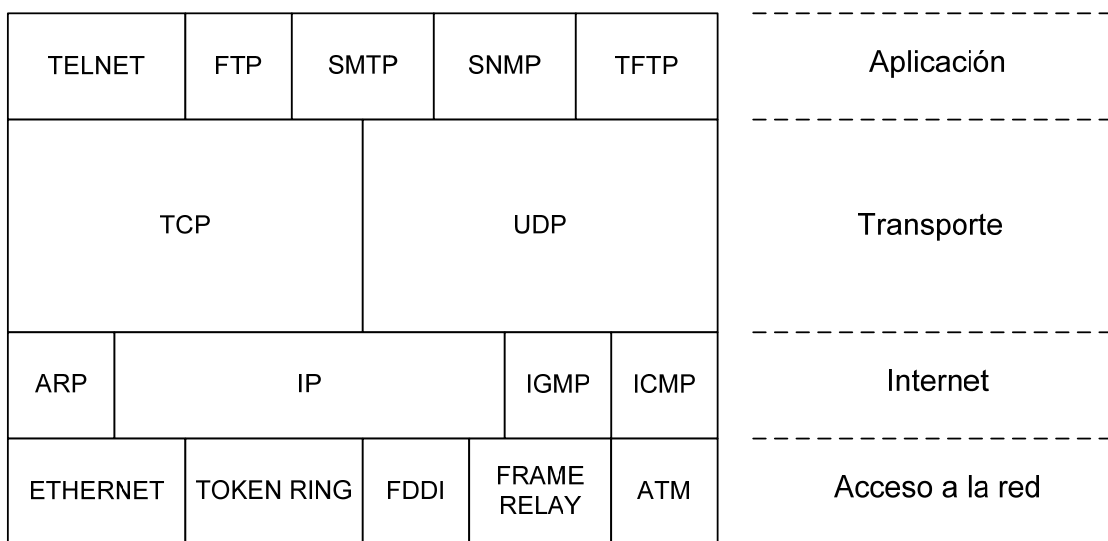 TELNET FTP SMTP SNMP TFTP Aplicación
TCP UDP Transporte
ARP IP IGMP ICMP Internet
ETHERNET TOKEN RING FDDI FRAME RELAY ATM Acceso a la red